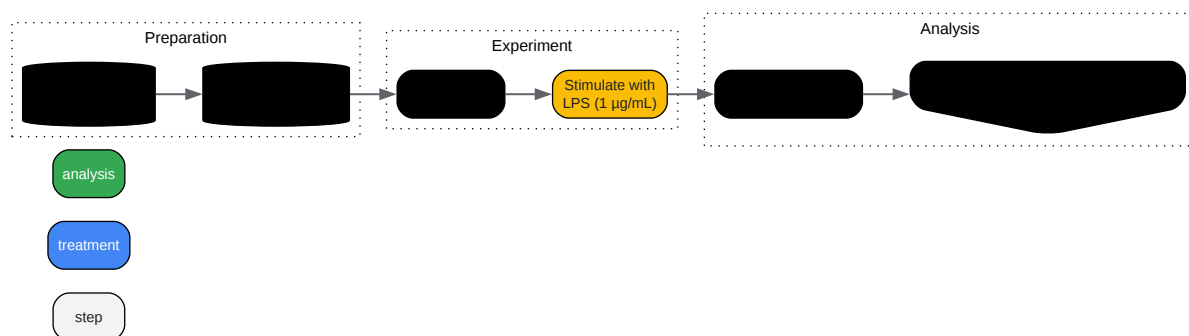 Preparation
Experiment
Analysis
Stimulate with
LPS (1 µg/mL)
analysis
treatment
step